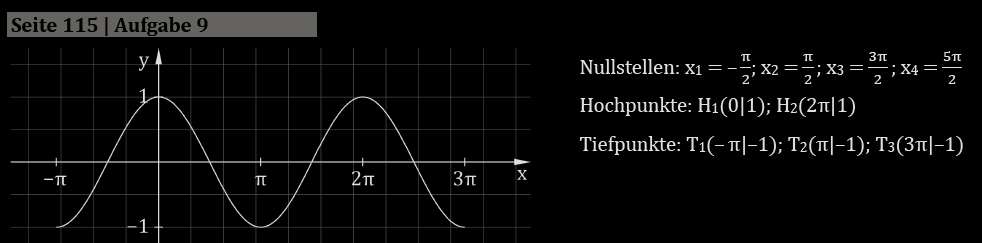 Seite 115 | Aufgabe 9
y
1
−π
π
2π
3π
x
−1
Nullstellen: x₁ = −π/2; x₂ = π/2; x₃ = 3π/2; x₄ = 5π/2
Hochpunkte: H₁(0|1); H₂(2π|1)
Tiefpunkte: T₁(− π|−1); T₂(π|−1); T₃(3π|−1)